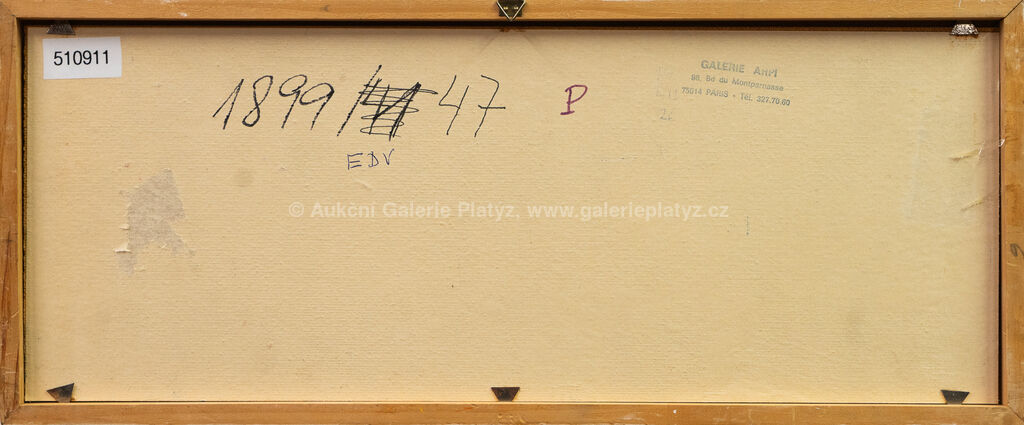 510911
1899 47 P
EDV
GALERIE ARPI
98, Bd du Montparnasse
75014 PARIS - Tél. 327.70.60
© Aukční Galerie Platyz, www.galerieplatyz.cz